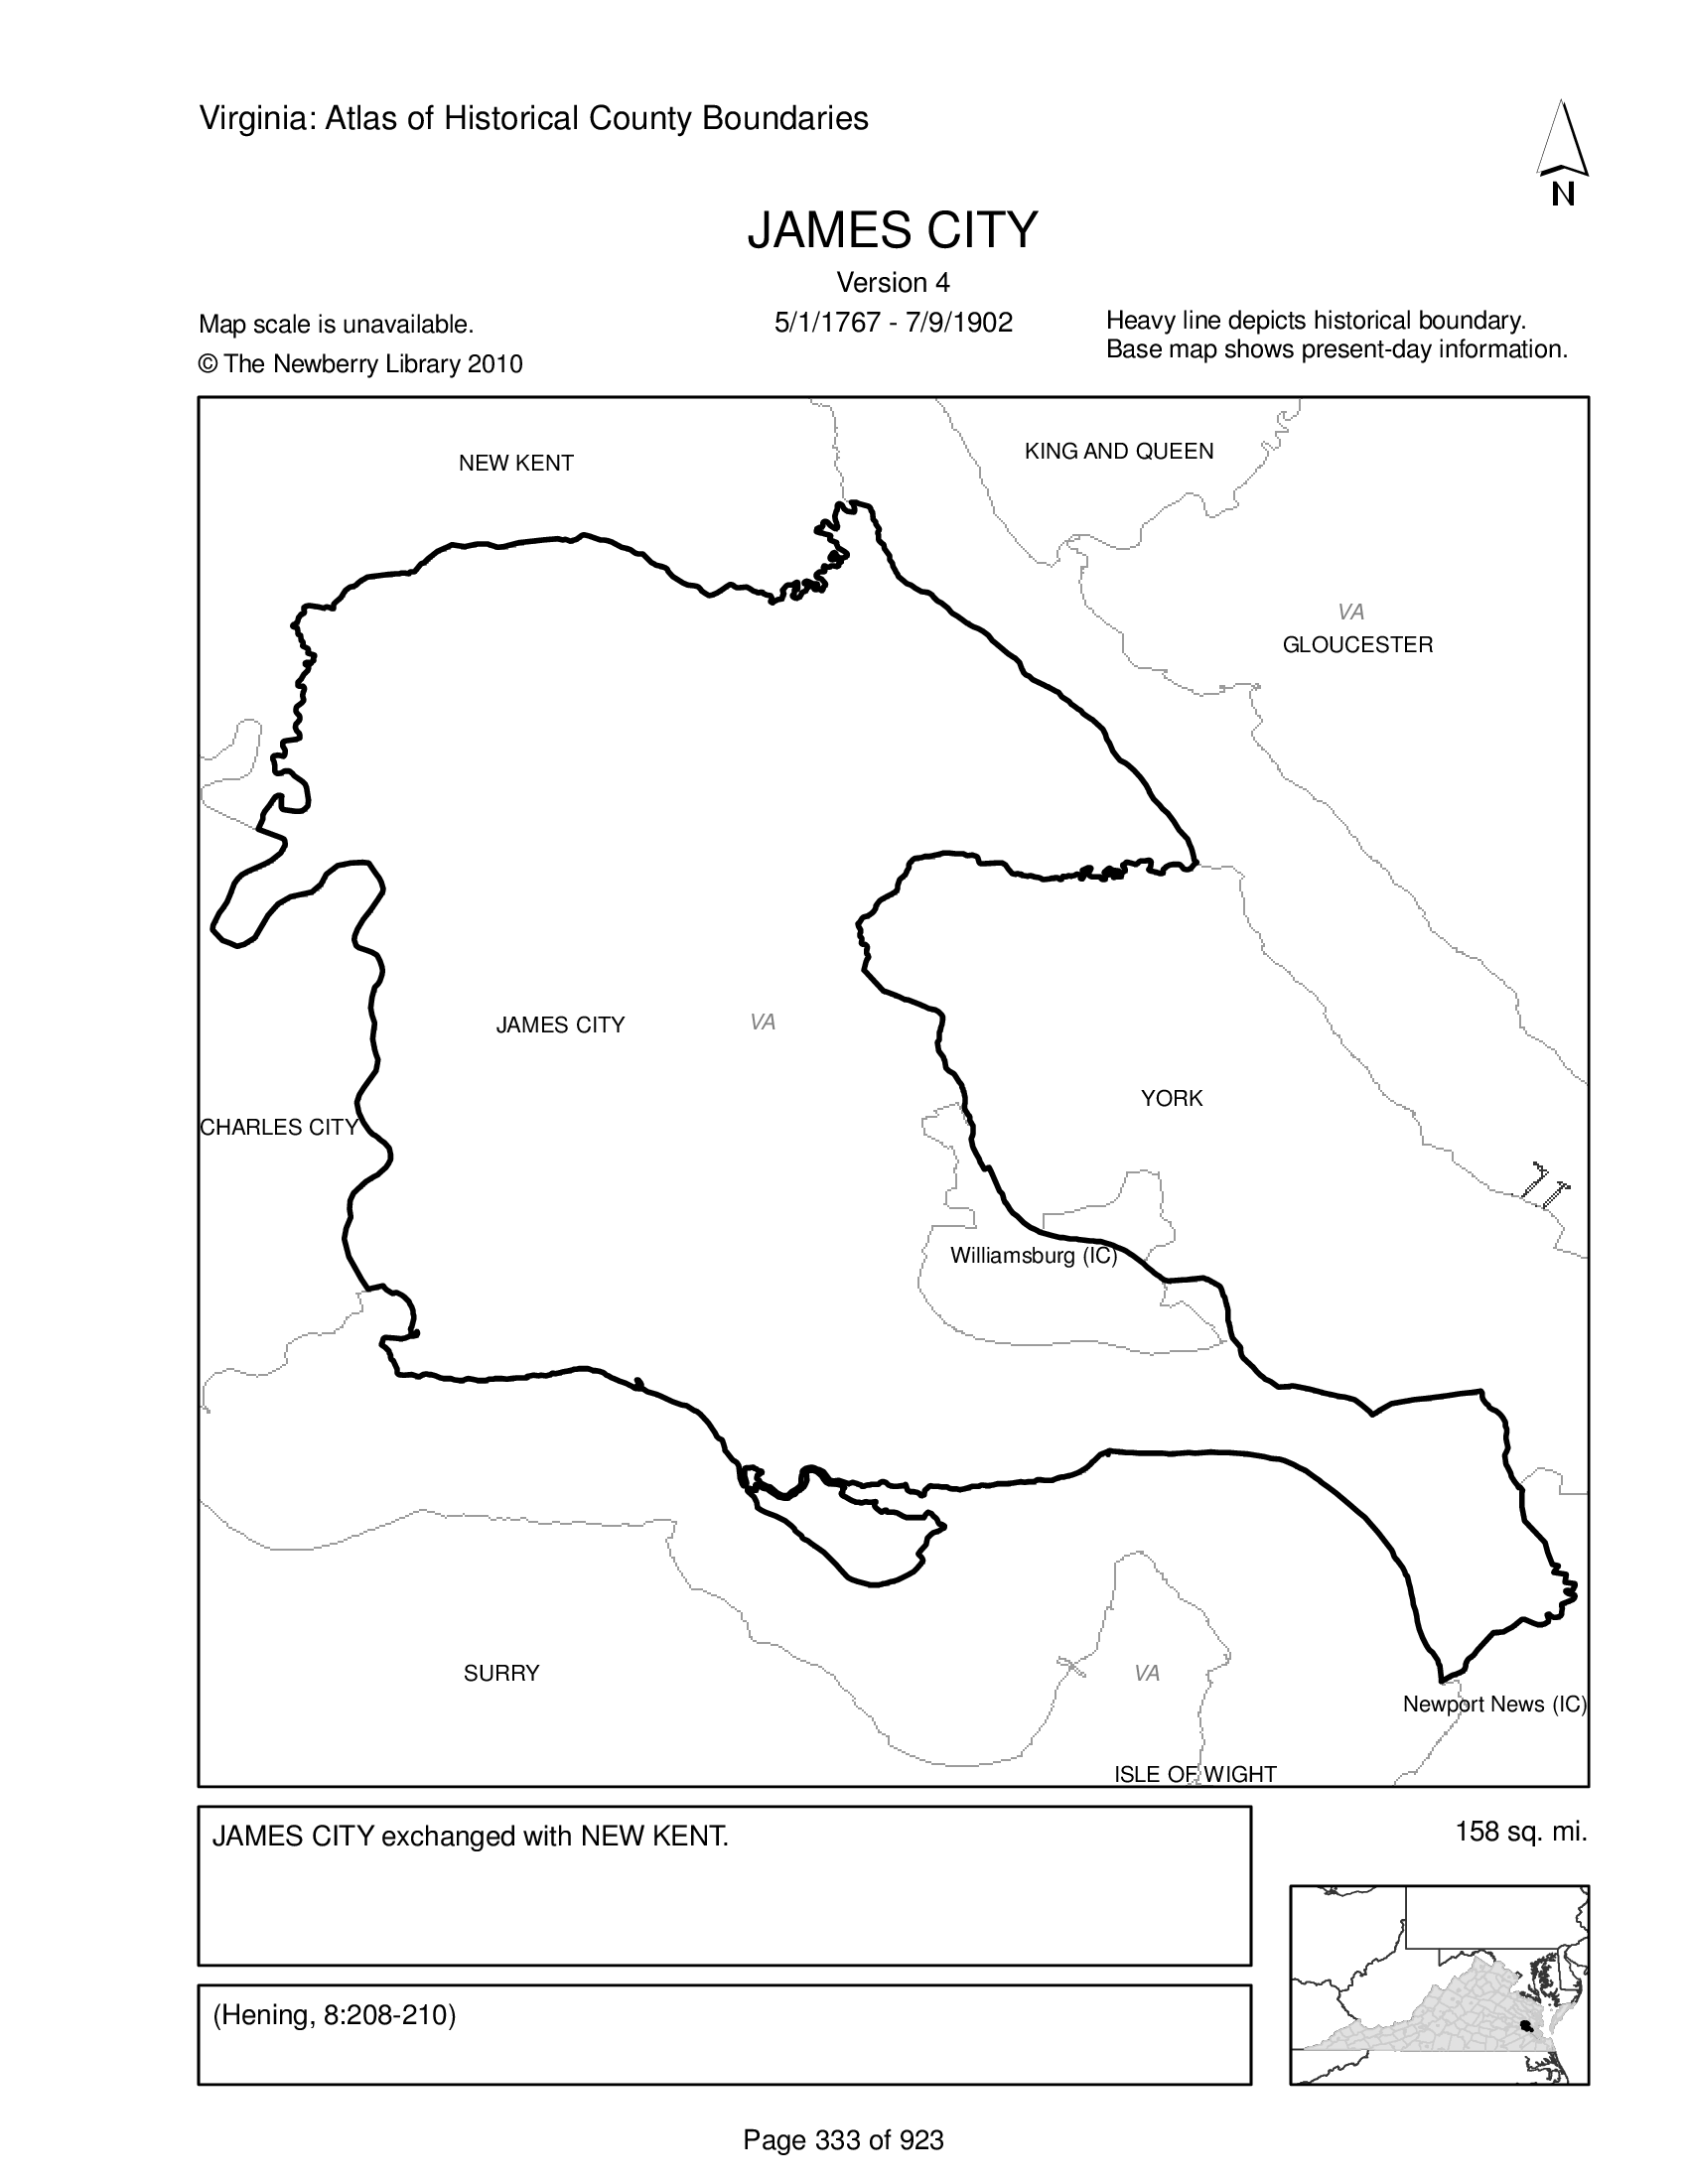 Virginia: Atlas of Historical County Boundaries
N
JAMES CITY
Version 4
5/1/1767 - 7/9/1902
Map scale is unavailable.
© The Newberry Library 2010
Heavy line depicts historical boundary.
Base map shows present-day information.
NEW KENT
KING AND QUEEN
VA
GLOUCESTER
JAMES CITY
VA
YORK
CHARLES CITY
Williamsburg (IC)
SURRY
VA
Newport News (IC)
ISLE OF WIGHT
JAMES CITY exchanged with NEW KENT.
158 sq. mi.
(Hening, 8:208-210)
Page 333 of 923